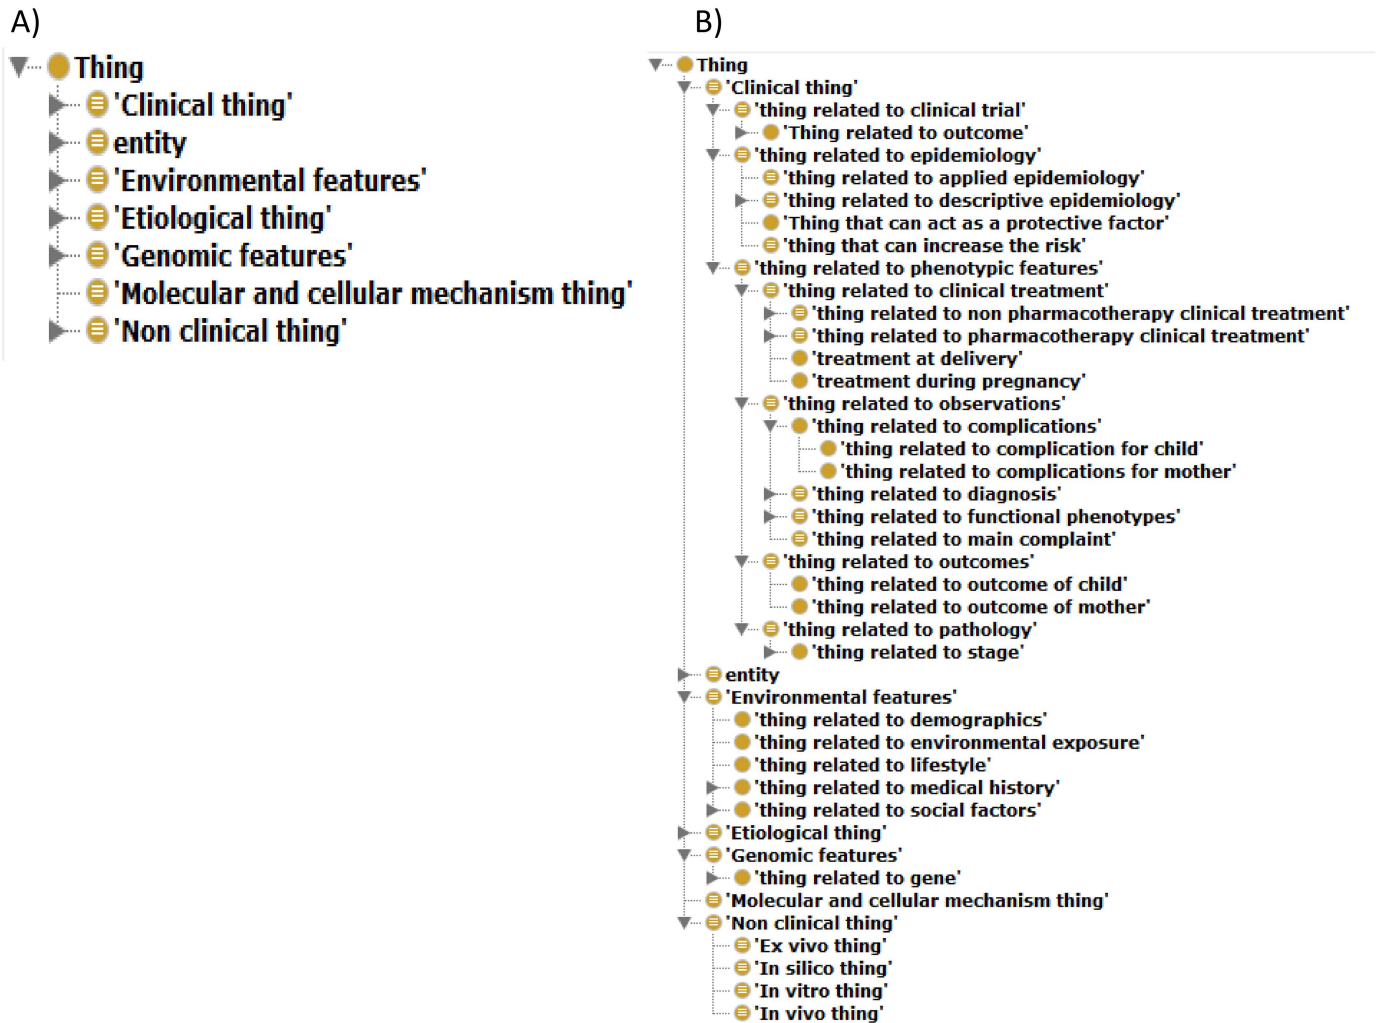 A)
Thing
'Clinical thing'
entity
'Environmental features'
'Etiological thing'
'Genomic features'
'Molecular and cellular mechanism thing'
'Non clinical thing'
B)
Thing
'Clinical thing'
'thing related to clinical trial'
'Thing related to outcome'
'thing related to epidemiology'
'thing related to applied epidemiology'
'thing related to descriptive epidemiology'
'Thing that can act as a protective factor'
'thing that can increase the risk'
'thing related to phenotypic features'
'thing related to clinical treatment'
'thing related to non pharmacotherapy clinical treatment'
'thing related to pharmacotherapy clinical treatment'
'treatment at delivery'
'treatment during pregnancy'
'thing related to observations'
'thing related to complications'
'thing related to complication for child'
'thing related to complications for mother'
'thing related to diagnosis'
'thing related to functional phenotypes'
'thing related to main complaint'
'thing related to outcomes'
'thing related to outcome of child'
'thing related to outcome of mother'
'thing related to pathology'
'thing related to stage'
entity
'Environmental features'
'thing related to demographics'
'thing related to environmental exposure'
'thing related to lifestyle'
'thing related to medical history'
'thing related to social factors'
'Etiological thing'
'Genomic features'
'thing related to gene'
'Molecular and cellular mechanism thing'
'Non clinical thing'
'Ex vivo thing'
'In silico thing'
'In vitro thing'
'In vivo thing'